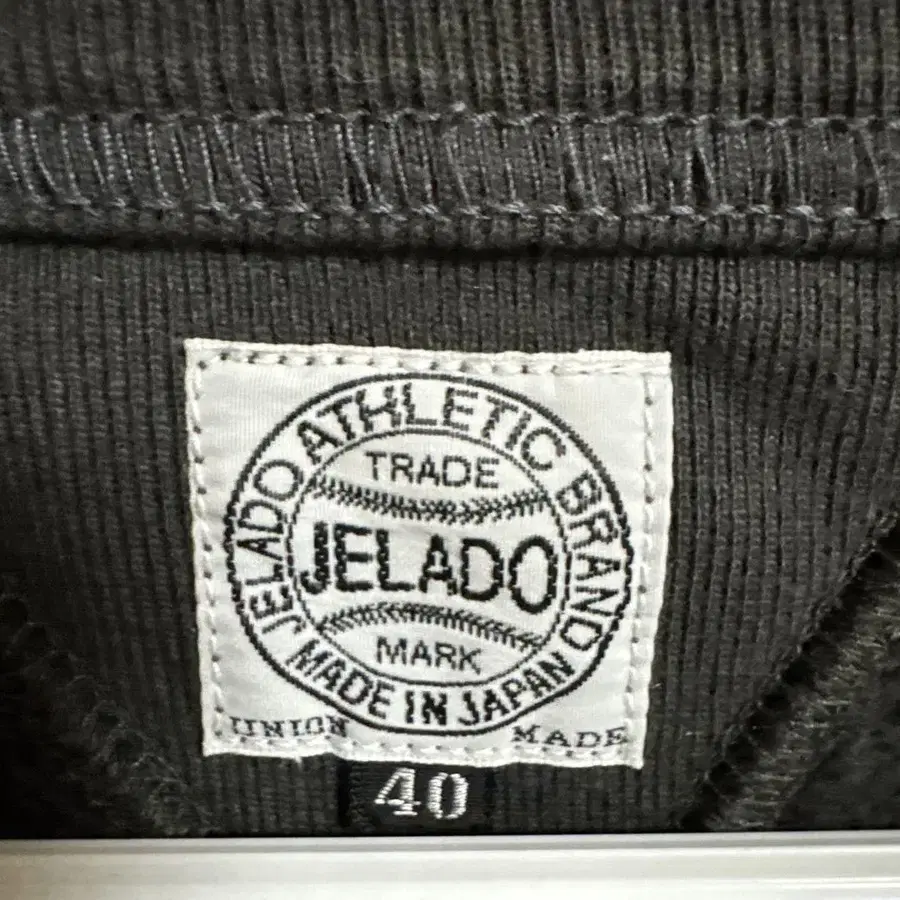 JELADO ATHLETIC BRAND
TRADE
JELADO
MARK
MADE IN JAPAN
UNION MADE
40